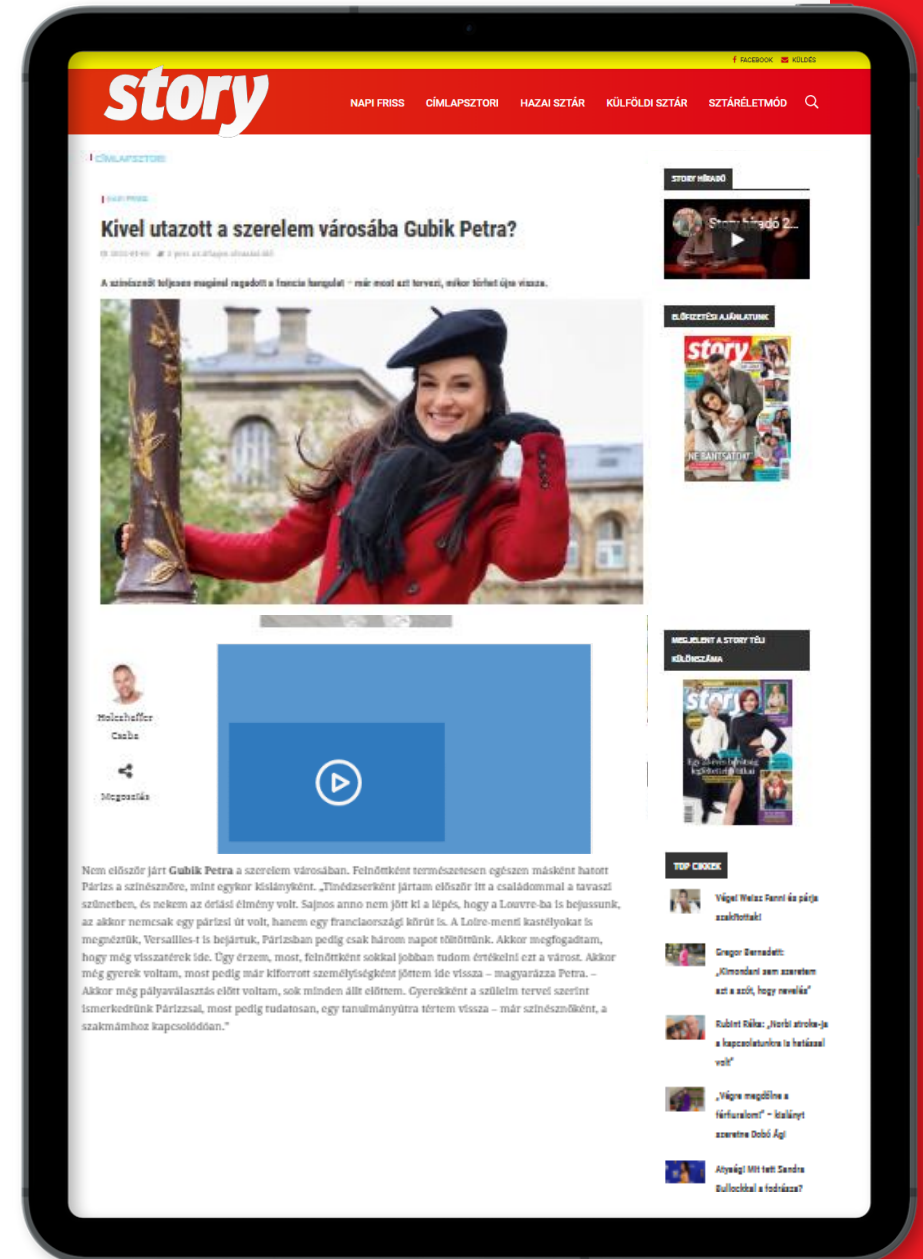 FACEBOOK KÜLDÉS
story
NAPI FRISS CÍMLAPSZTORI HAZAI SZTÁR KÜLFÖLDI SZTÁR SZTÁRÉLETMÓD
CÍMLAPSZTORI
NAPI FRISS
Kivel utazott a szerelem városába Gubik Petra?
A színésznőt teljesen magával ragadott a francia hangulat – már most azt tervezi, mikor térhet újra vissza.
Csaba
Megosztás
Nem először járt Gubik Petra a szerelem városában. Felnőttként természetesen egészen másként hatott
Párizs a színésznőre, mint egykor kislányként. „Tinédzserként jártam először itt a családommal a tavaszi
szünetben, és nekem az óriási élmény volt. Sajnos anno nem jött ki a lépés, hogy a Louvre-ba is bejussunk,
az akkor nemcsak egy párizsi út volt, hanem egy franciaországi körút is. A Loire-menti kastélyokat is
megnéztük, Versailles-t is bejártuk, Párizsban pedig csak három napot töltöttünk. Akkor megfogadtam,
hogy még visszatérek ide. Úgy érzem, most, felnőttként sokkal jobban tudom értékelni ezt a várost. Akkor
még gyerek voltam, most pedig már kiforrott személyiségként jöttem ide vissza – magyarázza Petra. –
Akkor még pályaválasztás előtt voltam, sok minden állt előttem. Gyerekként a szüleim tervei szerint
ismerkedtünk Párizzsal, most pedig tudatosan, egy tanulmányútra tértem vissza – már színésznőként, a
szakmámhoz kapcsolódóan.”
STORY HÍRADÓ
Story híradó 2...
ELŐFIZETÉSI AJÁNLATUNK
story
NE BÁNTSATOK!
MEGJELENT A STORY TÉLI
KÜLÖNSZÁMA
story
TOP CIKKEK
Vége! Weisz Fanni és párja
szakítottak!
Gregor Bernadett:
„Kimondani sem szeretem
azt a szót, hogy nevelés”
Rubint Réka: „Norbi stroke-ja
a kapcsolatunkra is hatással
volt”
„Végre megdőlne a
férfiuralom!” – kislányt
szeretne Dobó Ági
Atyaég! Mit tett Sandra
Bullockkal a fodrásza?